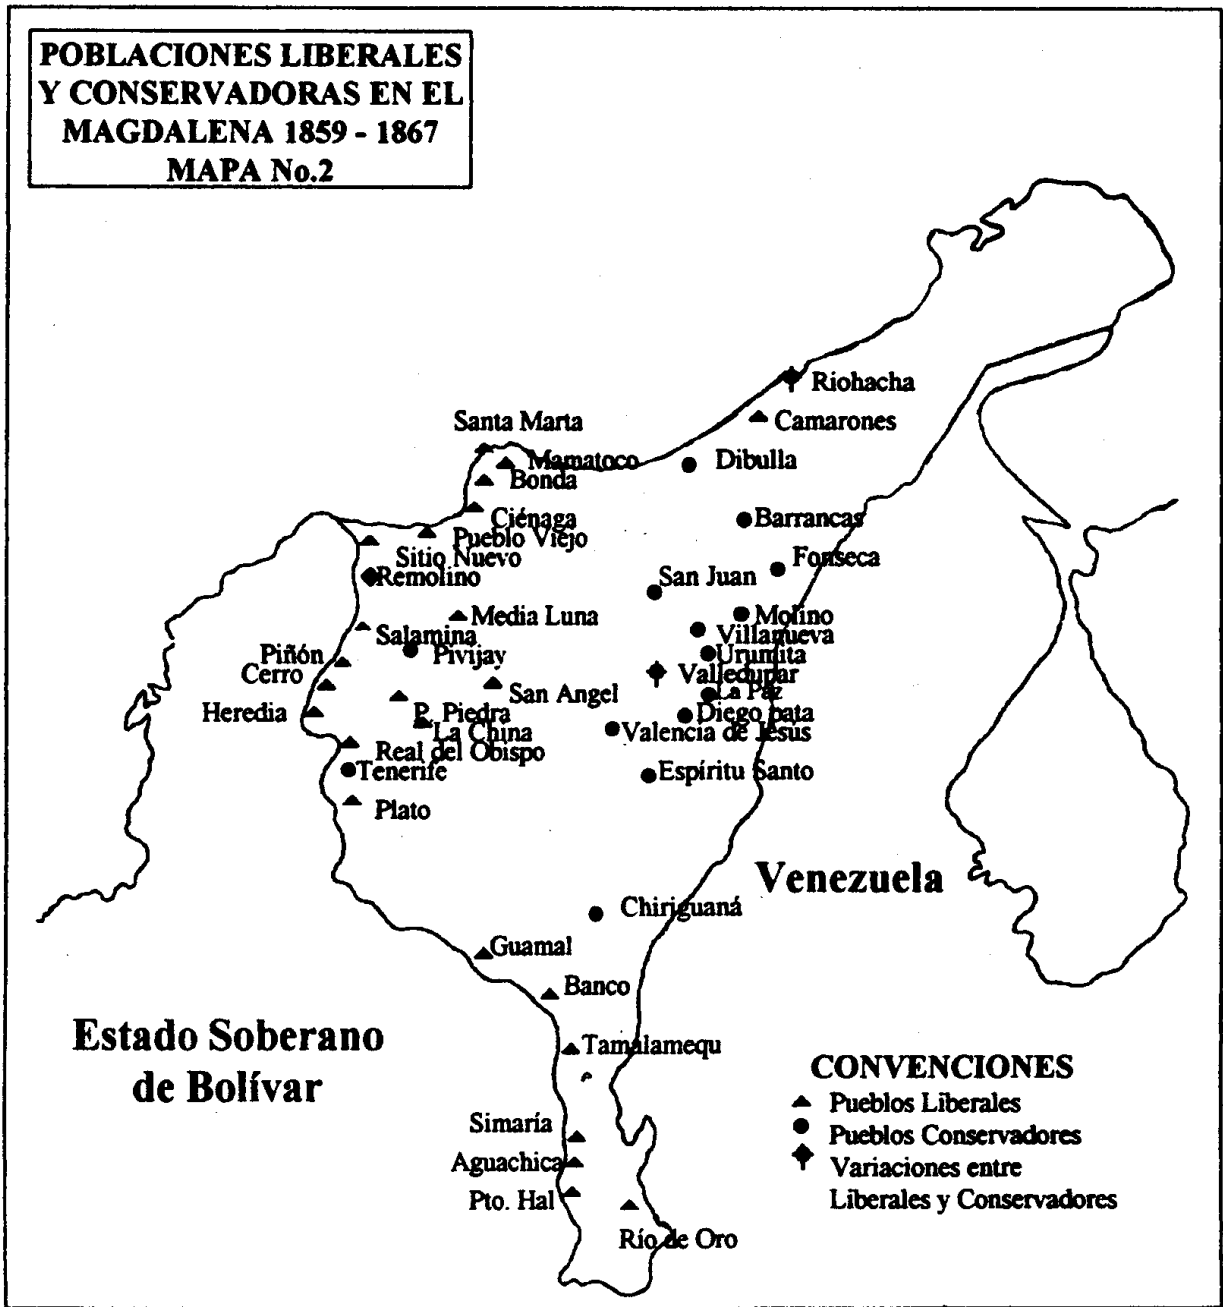 POBLACIONES LIBERALES
Y CONSERVADORAS EN EL
MAGDALENA 1859 - 1867
MAPA No.2
Riohacha
Camarones
Santa Marta
Mamatoco
Dibulla
Bonda
Ciénaga
Barrancas
Pueblo Viejo
Sitio Nuevo
Fonseca
Remolino
San Juan
Media Luna
Molino
Salamina
Villanueva
Piñón
Pivijay
Urumita
Cerro
Valledupar
San Angel
La Paz
Heredia
P. Piedra
Diego pata
La China
Valencia de Jesús
Real del Obispo
Tenerife
Espíritu Santo
Plato
Venezuela
Chiriguaná
Guamal
Banco
Estado Soberano
de Bolívar
Tamalamequ
CONVENCIONES
Pueblos Liberales
Simaría
Pueblos Conservadores
Aguachica
Variaciones entre
Liberales y Conservadores
Pto. Hal
Río de Oro